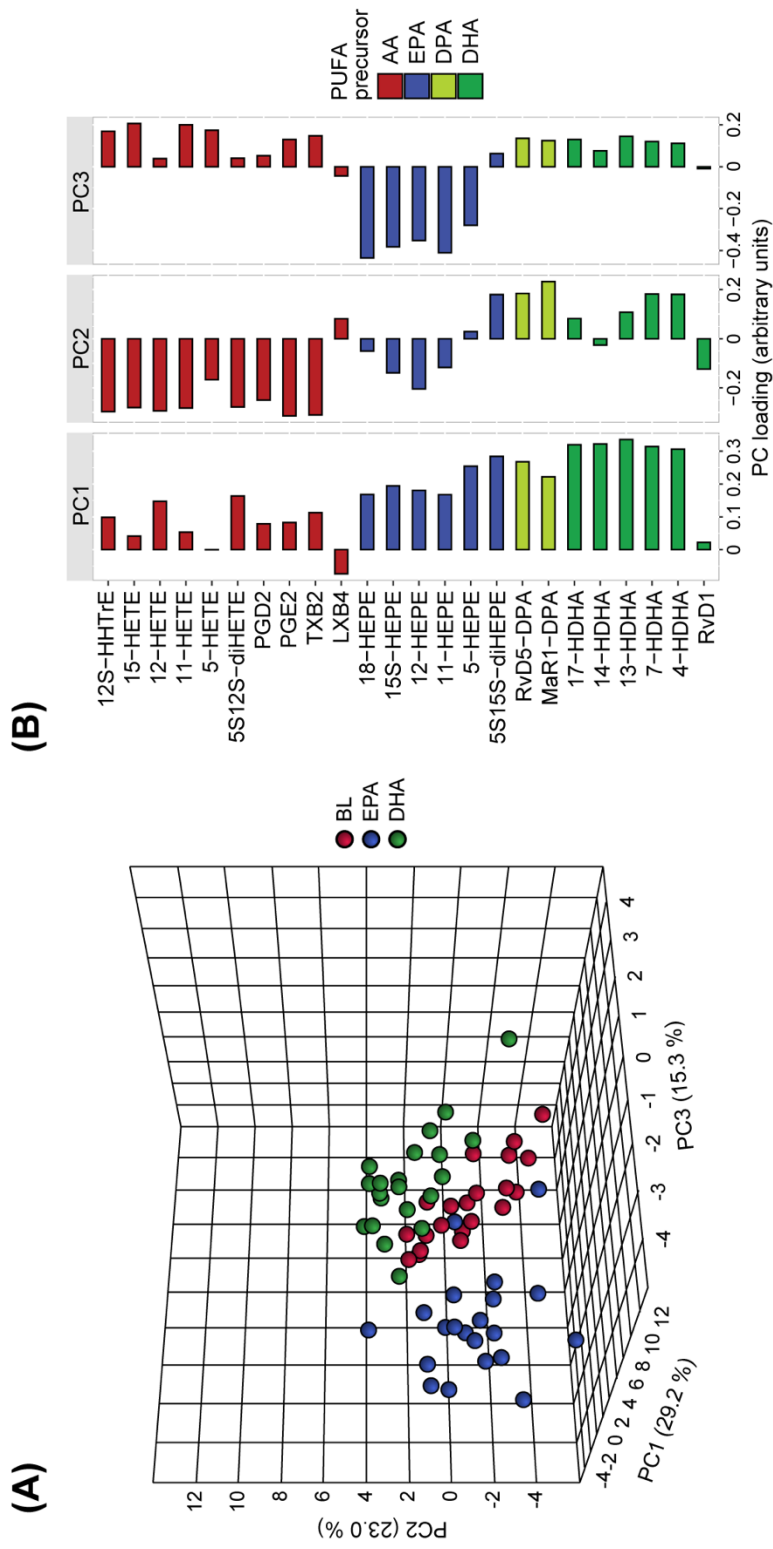 (A)
12
10
8
6
4
2
0
-2
-4
PC2 (23.0 %)
-4
-2
0
2
4
6
8
10
12
PC1 (29.2 %)
-4
-3
-2
-1
0
1
2
3
4
PC3 (15.3 %)
BL
EPA
DHA
(B)
PC1
PC2
PC3
12S−HHTrE
15−HETE
12−HETE
11−HETE
5−HETE
5S12S−diHETE
PGD2
PGE2
TXB2
LXB4
18−HEPE
15S−HEPE
12−HEPE
11−HEPE
5−HEPE
5S15S−diHEPE
RvD5−DPA
MaR1−DPA
17−HDHA
14−HDHA
13−HDHA
7−HDHA
4−HDHA
RvD1
0 0.1 0.2 0.3
−0.2 0 0.2
−0.4 −0.2 0 0.2
PC loading (arbitrary units)
PUFA
precursor
AA
EPA
DPA
DHA